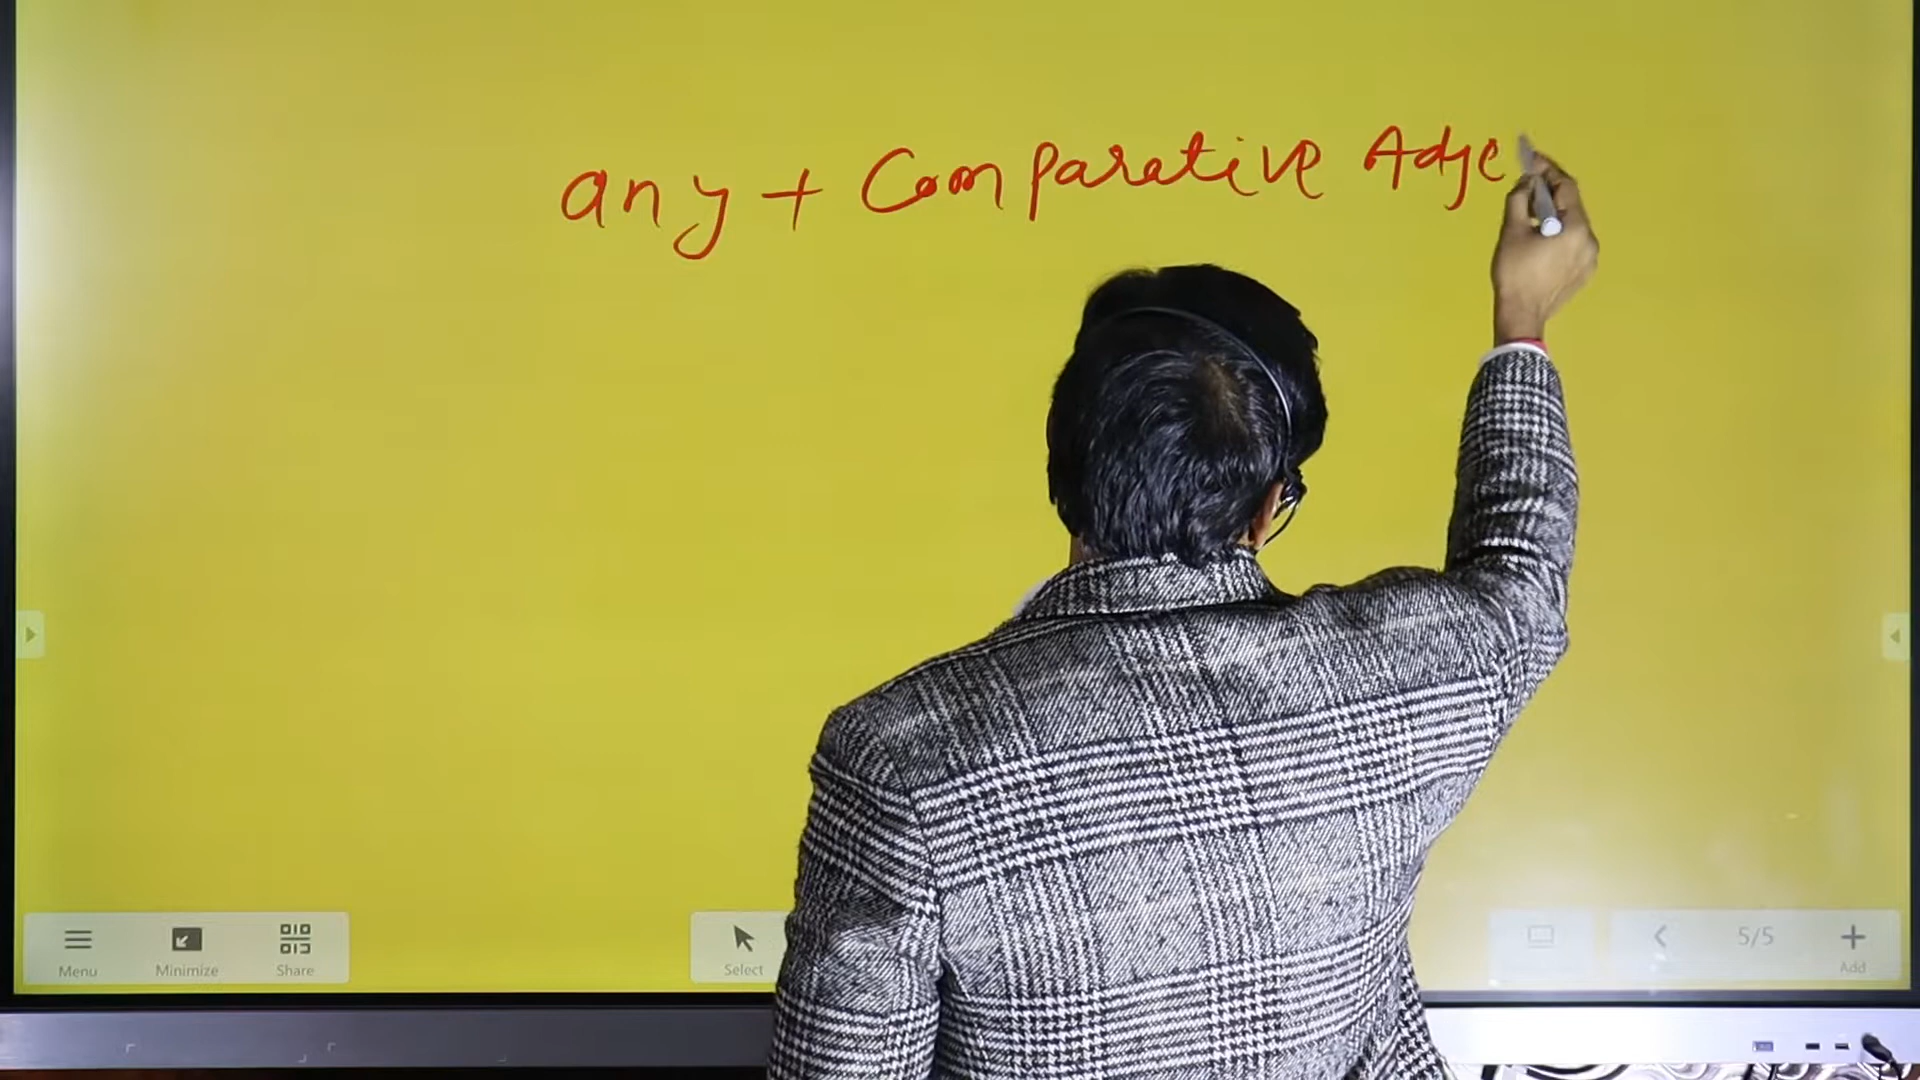 any + Comparative Adje
Menu
Minimize
Share
Select
5/5
Add